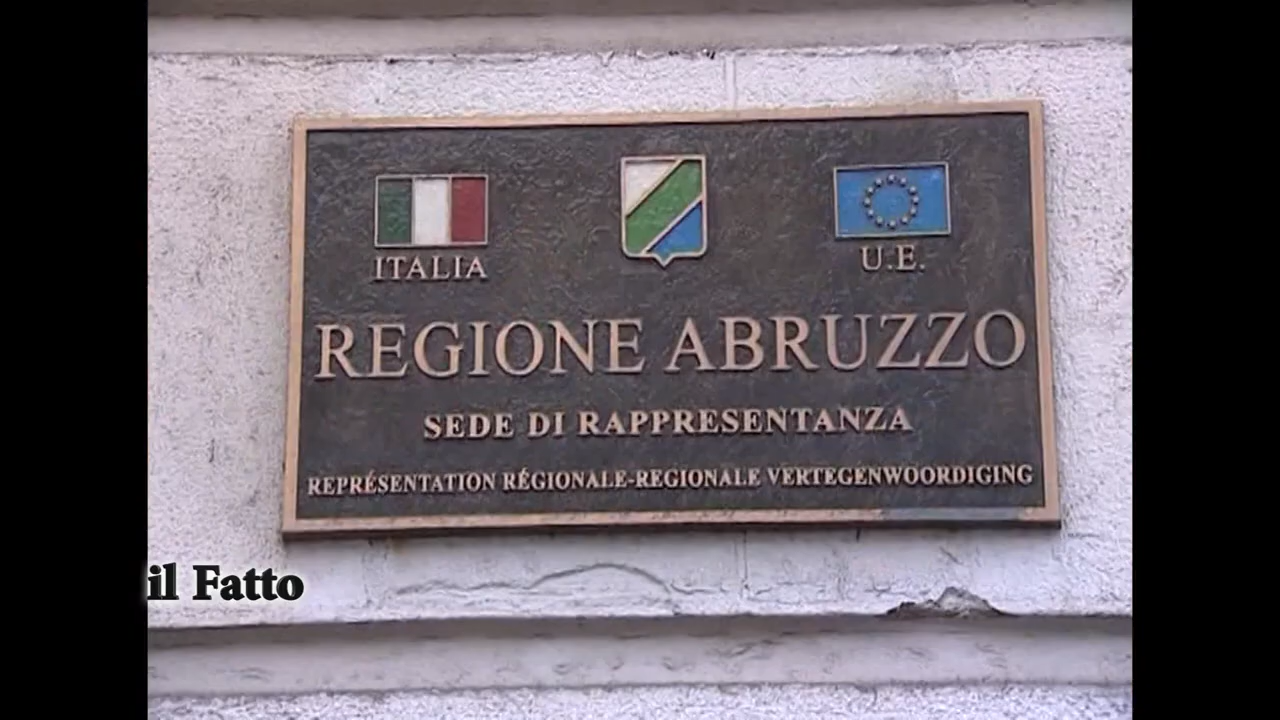 ITALIA
U.E.
REGIONE ABRUZZO
SEDE DI RAPPRESENTANZA
REPRÉSENTATION RÉGIONALE-REGIONALE VERTEGENWOORDIGING
il Fatto